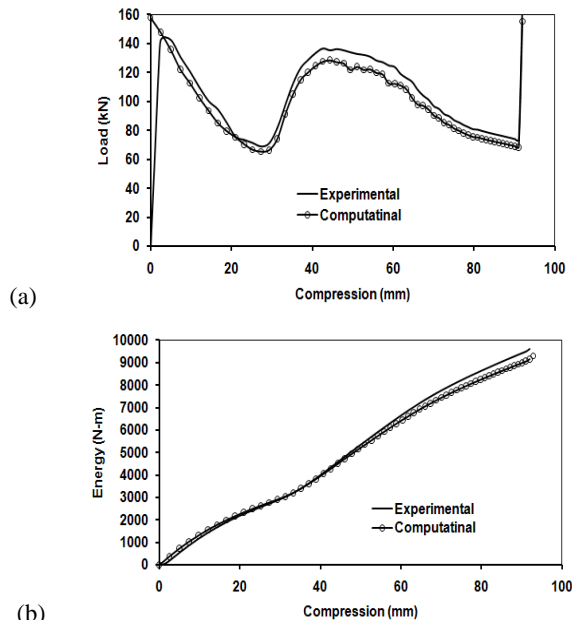 160
140
120
100
80
60
40
20
0
Load (kN)
Experimental
Computatinal
0 20 40 60 80 100
Compression (mm)
(a)
10000
9000
8000
7000
6000
5000
4000
3000
2000
1000
0
Energy (N-m)
Experimental
Computatinal
0 20 40 60 80 100
Compression (mm)
(b)